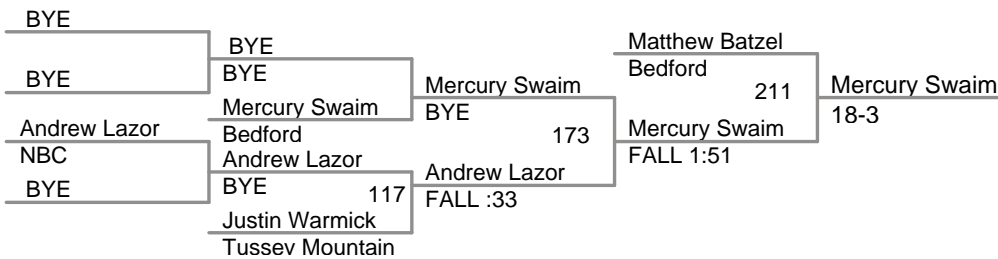 BYE
BYE
Andrew Lazor
NBC
BYE
BYE
BYE
Mercury Swaim
Bedford
Andrew Lazor
BYE
117
Justin Warmick
Tussey Mountain
Mercury Swaim
BYE
173
Andrew Lazor
FALL :33
Matthew Batzel
Bedford
211
Mercury Swaim
FALL 1:51
Mercury Swaim
18-3